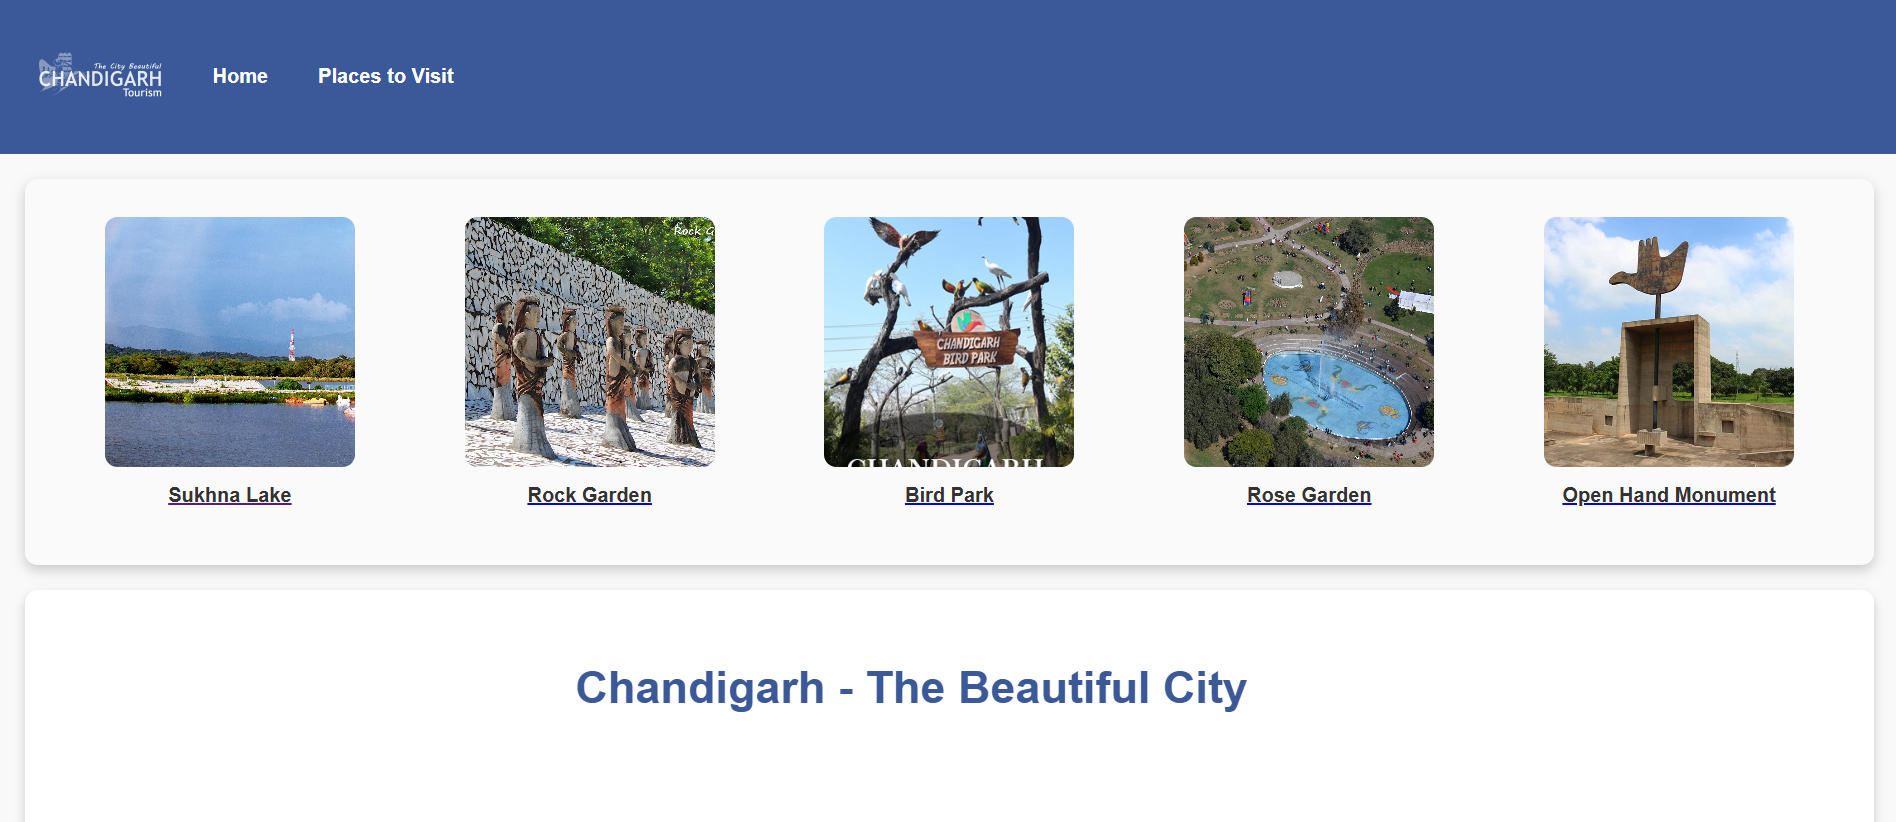 The City Beautiful
CHANDIGARH
Tourism
Home
Places to Visit
Rock G
CHANDIGARH
BIRD PARK
CHANDIGARH
Sukhna Lake
Rock Garden
Bird Park
Rose Garden
Open Hand Monument
Chandigarh - The Beautiful City